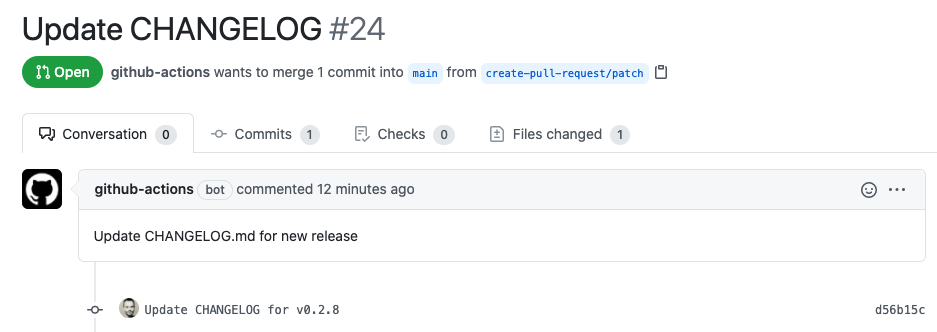 Update CHANGELOG #24
Open github-actions wants to merge 1 commit into main from create-pull-request/patch
Conversation 0 Commits 1 Checks 0 Files changed 1
github-actions bot commented 12 minutes ago
Update CHANGELOG.md for new release
Update CHANGELOG for v0.2.8 d56b15c